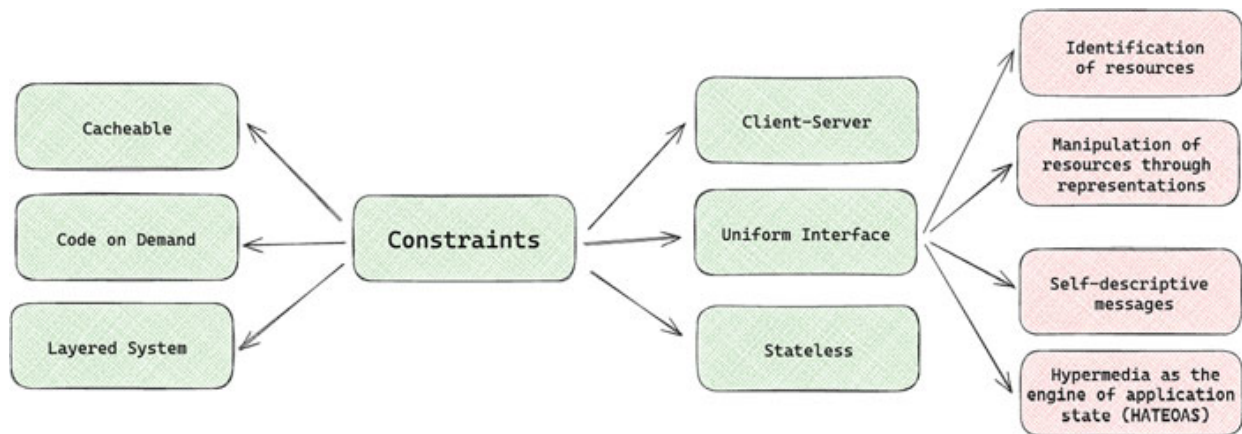 Cacheable
Code on Demand
Layered System
Constraints
Client-Server
Uniform Interface
Stateless
Identification
of resources
Manipulation of
resources through
representations
Self-descriptive
messages
Hypermedia as the
engine of application
state (HATEOAS)